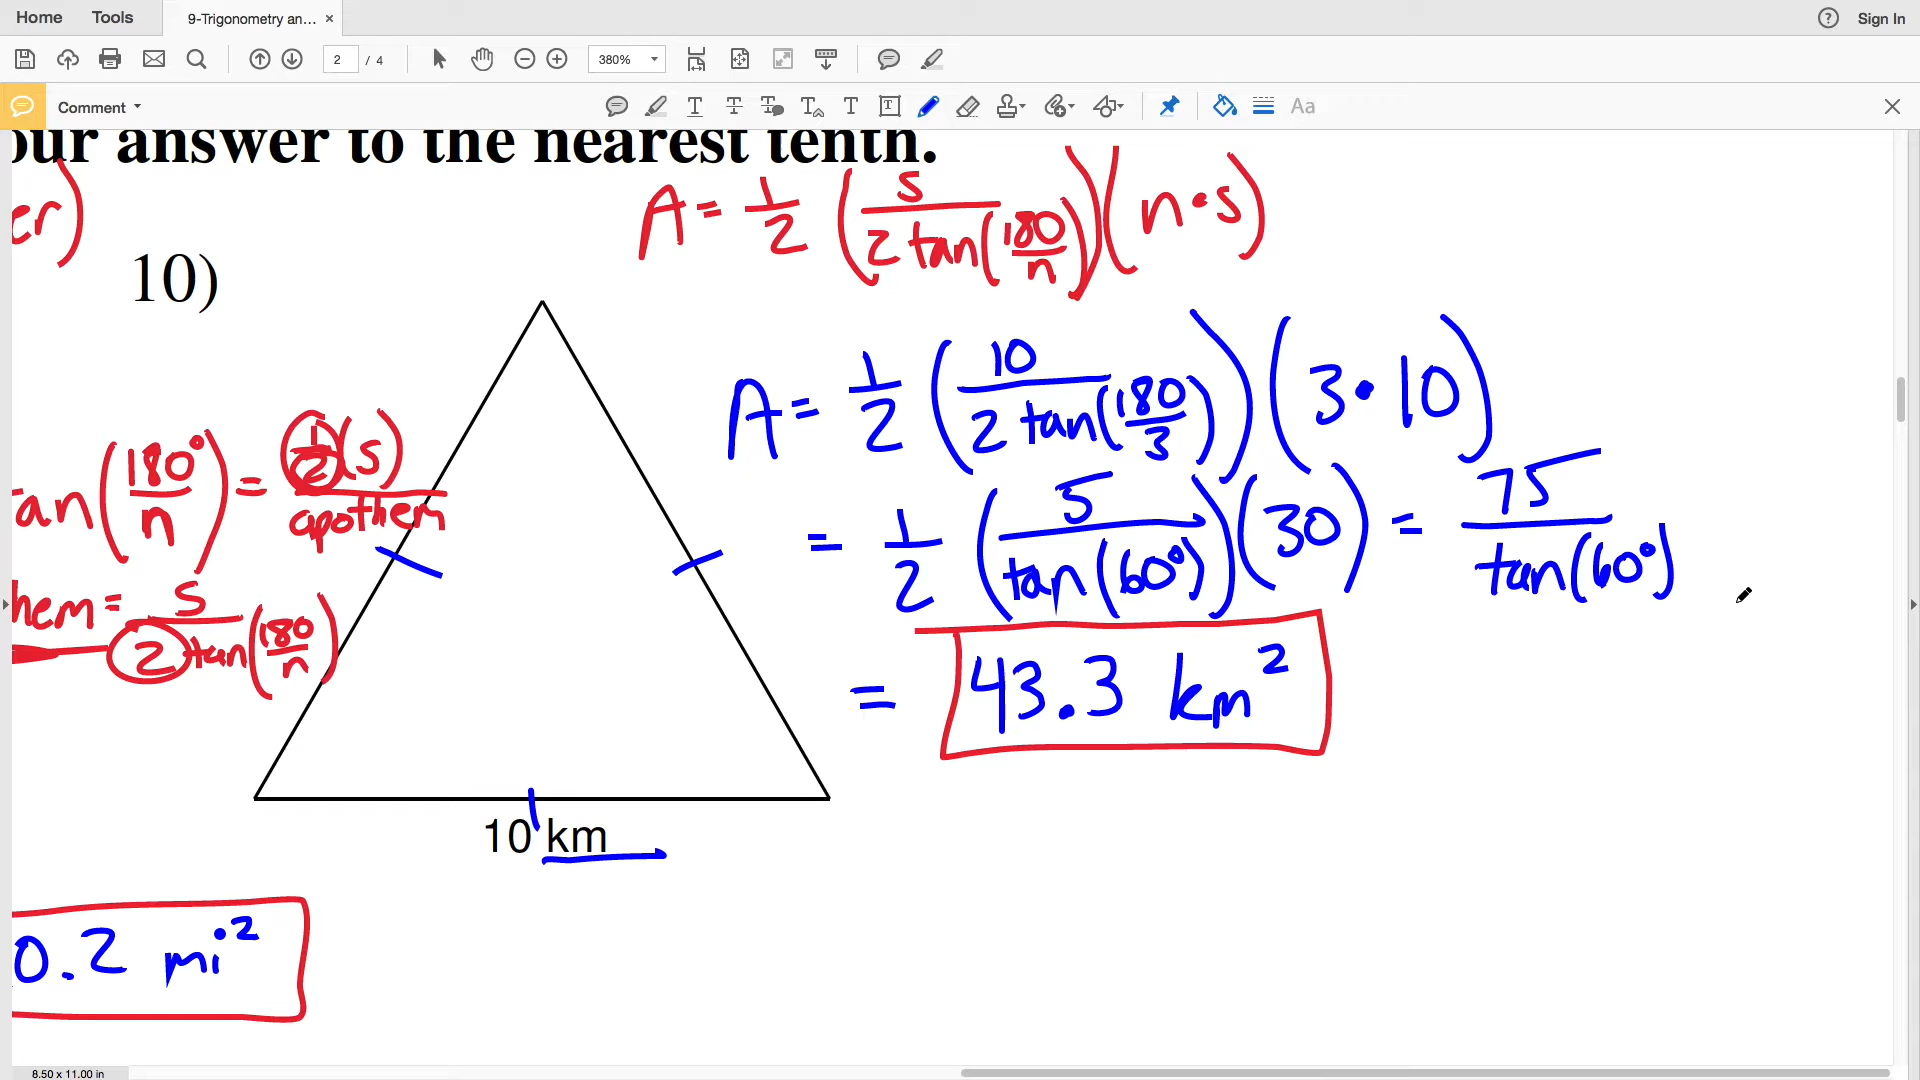 Home Tools 9-Trigonometry an... × Sign In
2 / 4 380%
Comment Aa
our answer to the nearest tenth.
er)
A = 1/2 (s / 2 tan(180/n)) (n • s)
10)
A = 1/2 (10 / 2 tan(180/3)) (3 • 10)
tan(180°/n) = 1/2(s) / apothem
= 1/2 (5 / tan(60°)) (30) = 75 / tan(60°)
hem = s / 2 tan(180/n)
= 43.3 km²
10 km
0.2 mi²
8.50 x 11.00 in